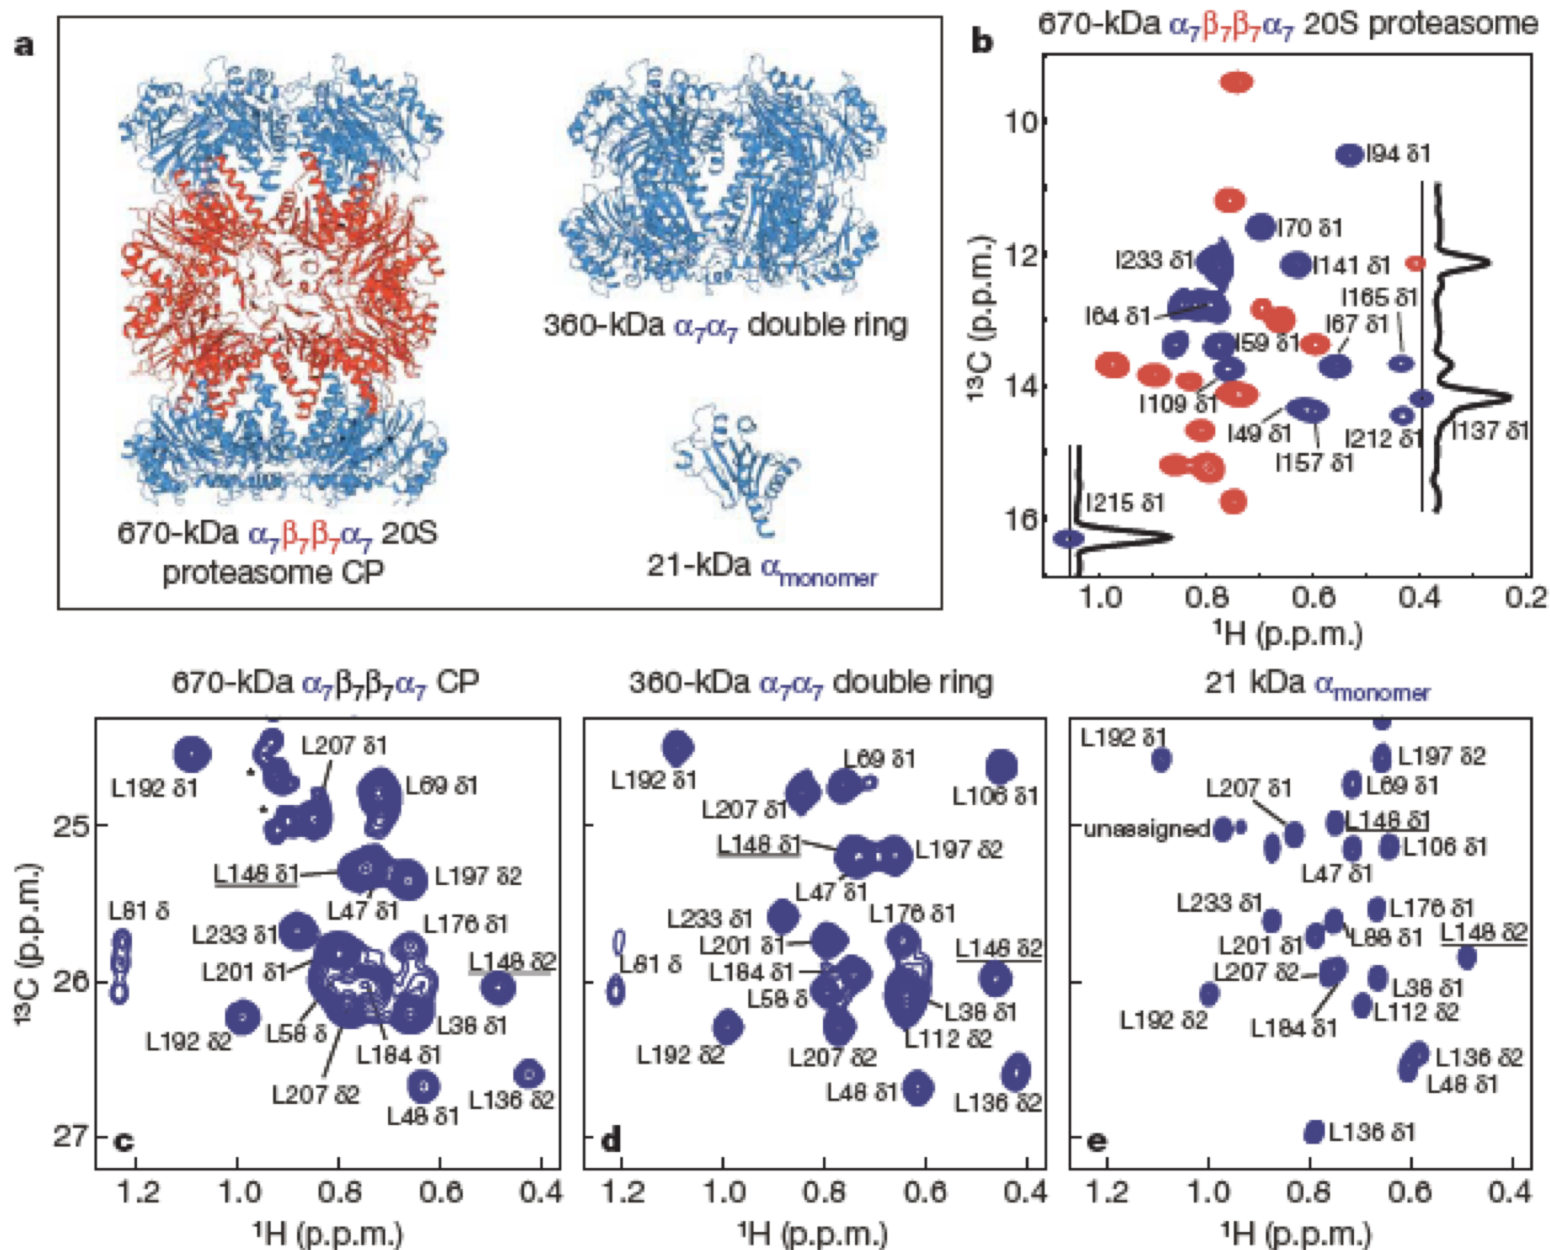 a
670-kDa α7β7β7α7 20S
proteasome CP
360-kDa α7α7 double ring
21-kDa αmonomer
b
670-kDa α7β7β7α7 20S proteasome
13C (p.p.m.)
10
12
14
16
I94 δ1
I70 δ1
I233 δ1
I141 δ1
I165 δ1
I64 δ1
I67 δ1
I59 δ1
I109 δ1
I49 δ1
I212 δ1
I137 δ1
I157 δ1
I215 δ1
1.0 0.8 0.6 0.4 0.2
1H (p.p.m.)
670-kDa α7β7β7α7 CP
13C (p.p.m.)
25
26
27
L207 δ1
L192 δ1
L69 δ1
*
*
L148 δ1
L197 δ2
L47 δ1
L81 δ
L176 δ1
L233 δ1
L201 δ1
L148 δ2
L192 δ2
L58 δ
L38 δ1
L184 δ1
L207 δ2
L136 δ2
L48 δ1
c
1.2 1.0 0.8 0.6 0.4
1H (p.p.m.)
360-kDa α7α7 double ring
L69 δ1
L192 δ1
L207 δ1
L106 δ1
L148 δ1
L197 δ2
L47 δ1
L233 δ1
L176 δ1
L201 δ1
L148 δ2
L81 δ
L184 δ1
L58 δ
L38 δ1
L112 δ2
L192 δ2
L207 δ2
L48 δ1
L136 δ2
d
1.2 1.0 0.8 0.6 0.4
1H (p.p.m.)
21 kDa αmonomer
L192 δ1
L197 δ2
L207 δ1
L69 δ1
unassigned
L148 δ1
L106 δ1
L47 δ1
L233 δ1
L176 δ1
L201 δ1
L88 δ1
L148 δ2
L207 δ2
L38 δ1
L192 δ2
L184 δ1
L112 δ2
L136 δ2
L48 δ1
L136 δ1
e
1.2 1.0 0.8 0.6 0.4
1H (p.p.m.)